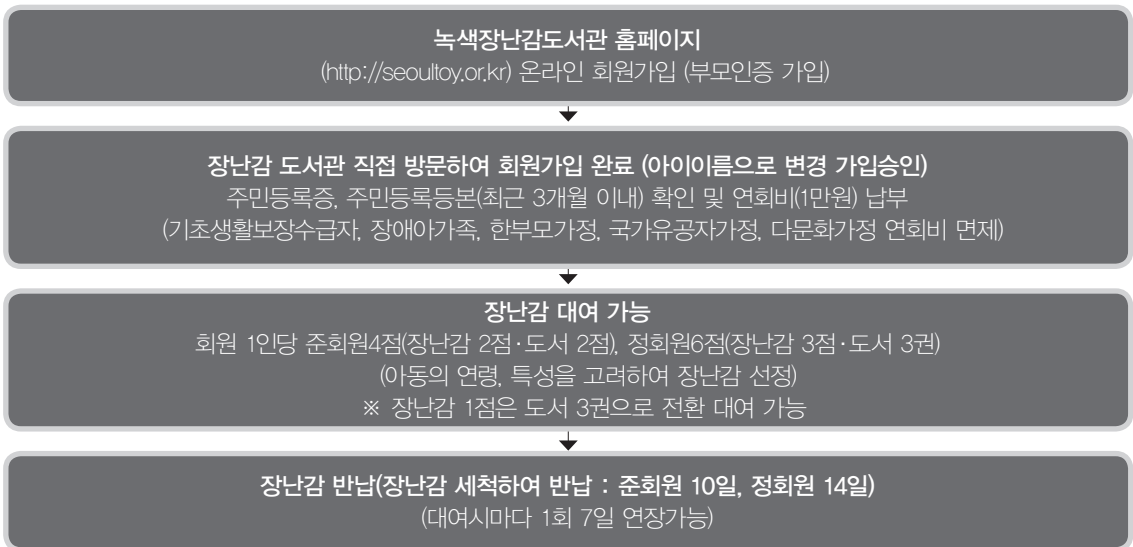 녹색장난감도서관 홈페이지
(http://seoultoy.or.kr) 온라인 회원가입 (부모인증 가입)
장난감 도서관 직접 방문하여 회원가입 완료 (아이이름으로 변경 가입승인)
주민등록증, 주민등록등본(최근 3개월 이내) 확인 및 연회비(1만원) 납부
(기초생활보장수급자, 장애아가족, 한부모가정, 국가유공자가정, 다문화가정 연회비 면제)
장난감 대여 가능
회원 1인당 준회원4점(장난감 2점·도서 2점), 정회원6점(장난감 3점·도서 3권)
(아동의 연령, 특성을 고려하여 장난감 선정)
※ 장난감 1점은 도서 3권으로 전환 대여 가능
장난감 반납(장난감 세척하여 반납 : 준회원 10일, 정회원 14일)
(대여시마다 1회 7일 연장가능)